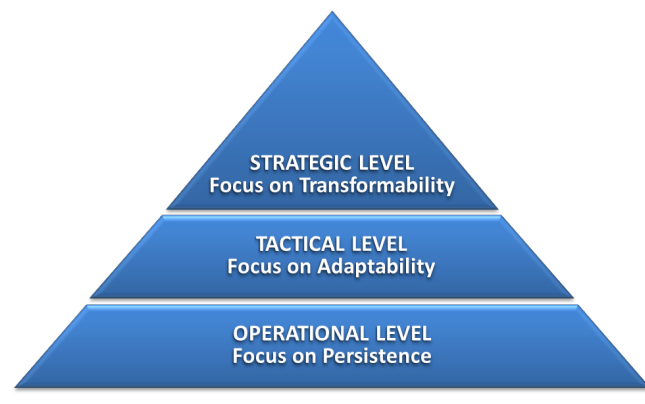 STRATEGIC LEVEL
Focus on Transformability
TACTICAL LEVEL
Focus on Adaptability
OPERATIONAL LEVEL
Focus on Persistence